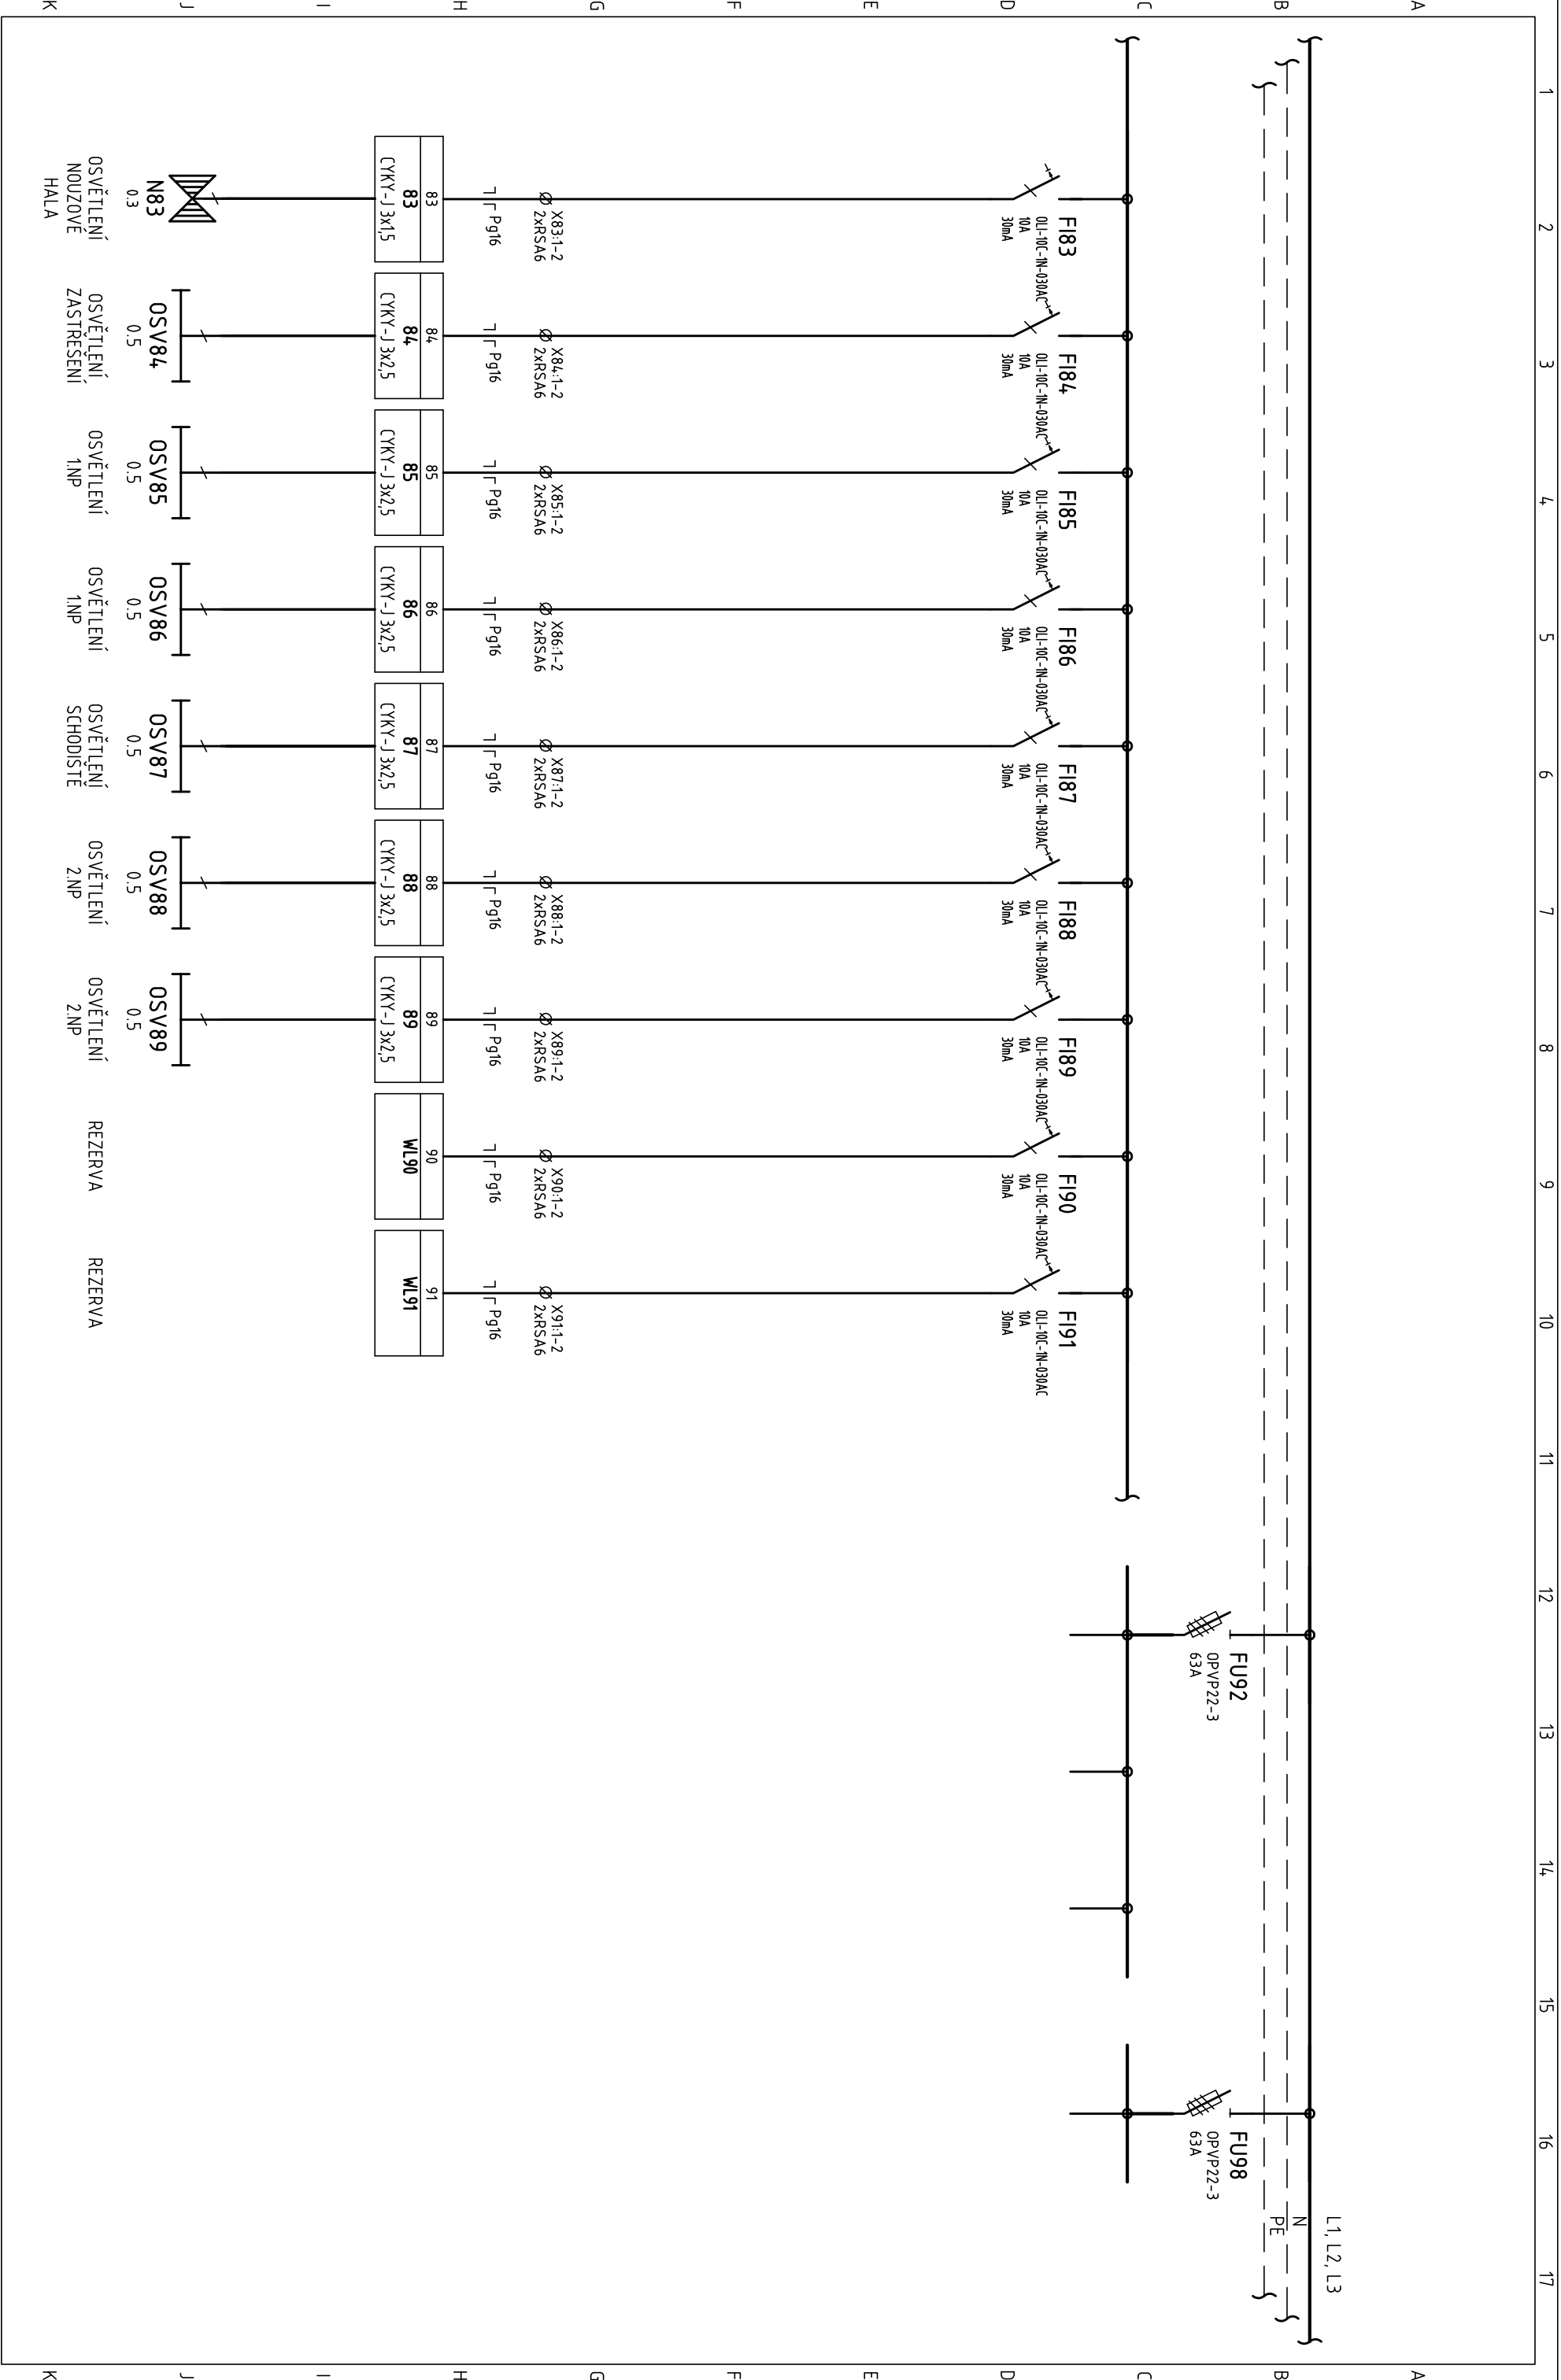 1 2 3 4 5 6 7 8 9 10 11 12 13 14 15 16 17
A A
B B
C C
D D
E E
F F
G G
H H
I I
J J
K K
L1, L2, L3
N
PE
FU92
OPVP22-3
63A
FU98
OPVP22-3
63A
FI83
OLI-10C-1N-030AC
10A
30mA
X83:1-2
2xRSA6
Pg16
83
83
CYKY-J 3x1,5
N83
0.3
OSVĚTLENÍ
NOUZOVÉ
HALA
FI84
OLI-10C-1N-030AC
10A
30mA
X84:1-2
2xRSA6
Pg16
84
84
CYKY-J 3x2,5
OSV84
0.5
OSVĚTLENÍ
ZASTŘEŠENÍ
FI85
OLI-10C-1N-030AC
10A
30mA
X85:1-2
2xRSA6
Pg16
85
85
CYKY-J 3x2,5
OSV85
0.5
OSVĚTLENÍ
1.NP
FI86
OLI-10C-1N-030AC
10A
30mA
X86:1-2
2xRSA6
Pg16
86
86
CYKY-J 3x2,5
OSV86
0.5
OSVĚTLENÍ
1.NP
FI87
OLI-10C-1N-030AC
10A
30mA
X87:1-2
2xRSA6
Pg16
87
87
CYKY-J 3x2,5
OSV87
0.5
OSVĚTLENÍ
SCHODIŠTĚ
FI88
OLI-10C-1N-030AC
10A
30mA
X88:1-2
2xRSA6
Pg16
88
88
CYKY-J 3x2,5
OSV88
0.5
OSVĚTLENÍ
2.NP
FI89
OLI-10C-1N-030AC
10A
30mA
X89:1-2
2xRSA6
Pg16
89
89
CYKY-J 3x2,5
OSV89
0.5
OSVĚTLENÍ
2.NP
FI90
OLI-10C-1N-030AC
10A
30mA
X90:1-2
2xRSA6
Pg16
90
WL90
REZERVA
FI91
OLI-10C-1N-030AC
10A
30mA
X91:1-2
2xRSA6
Pg16
91
WL91
REZERVA